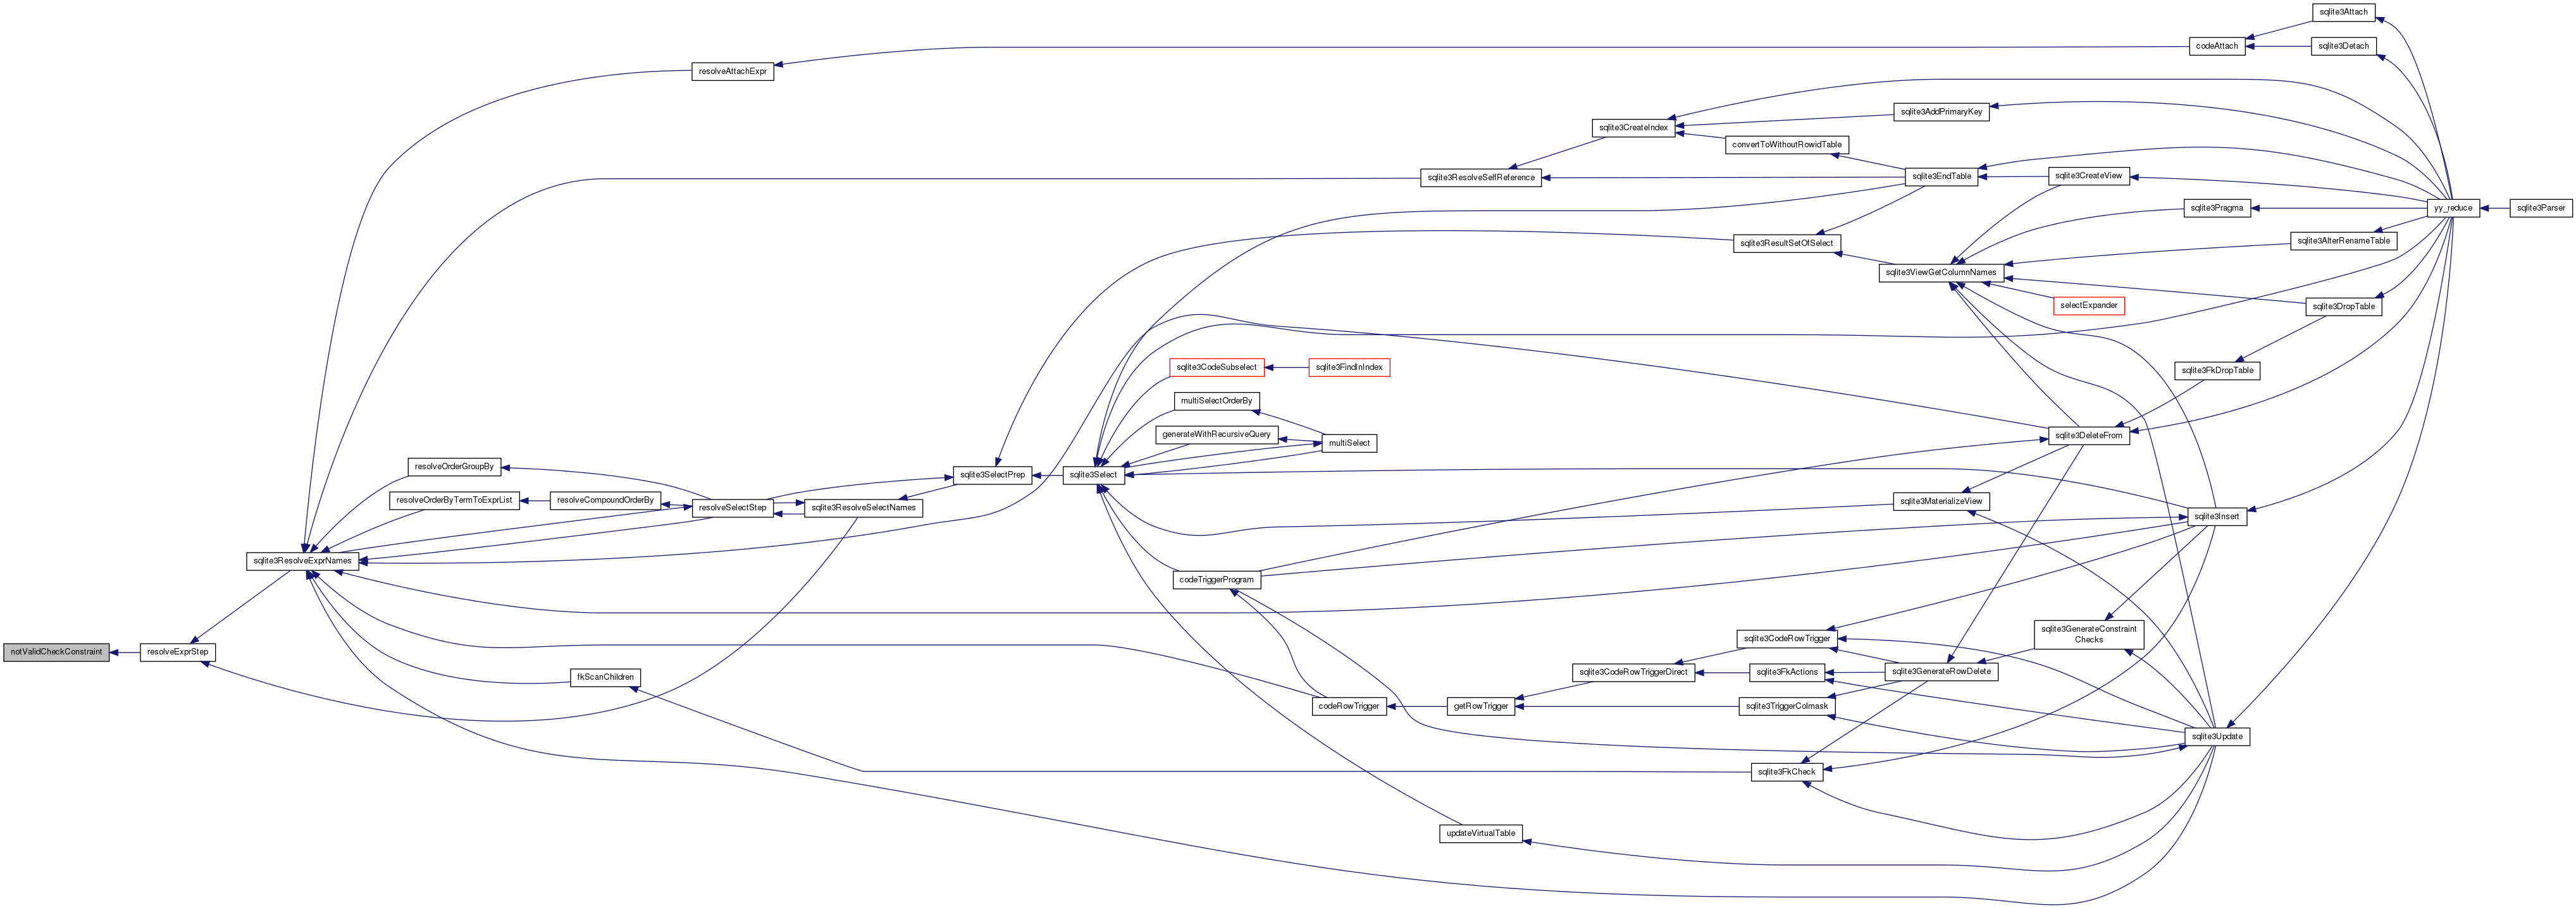 sqlite3Attach
codeAttach
sqlite3Detach
resolveAttachExpr
sqlite3AddPrimaryKey
sqlite3CreateIndex
convertToWithoutRowidTable
sqlite3ResolveSelfReference
sqlite3EndTable
sqlite3CreateView
sqlite3Pragma
yy_reduce
sqlite3Parser
sqlite3AlterRenameTable
sqlite3ResultSetOfSelect
sqlite3ViewGetColumnNames
selectExpander
sqlite3DropTable
sqlite3CodeSubselect
sqlite3FindInIndex
sqlite3FkDropTable
multiSelectOrderBy
generateWithRecursiveQuery
multiSelect
sqlite3DeleteFrom
resolveOrderGroupBy
sqlite3SelectPrep
sqlite3Select
resolveOrderByTermToExprList
resolveCompoundOrderBy
resolveSelectStep
sqlite3ResolveSelectNames
sqlite3MaterializeView
sqlite3Insert
sqlite3ResolveExprNames
codeTriggerProgram
notValidCheckConstraint
resolveExprStep
sqlite3CodeRowTrigger
sqlite3GenerateConstraint
Checks
fkScanChildren
sqlite3CodeRowTriggerDirect
sqlite3FkActions
sqlite3GenerateRowDelete
codeRowTrigger
getRowTrigger
sqlite3TriggerColmask
sqlite3Update
sqlite3FkCheck
updateVirtualTable